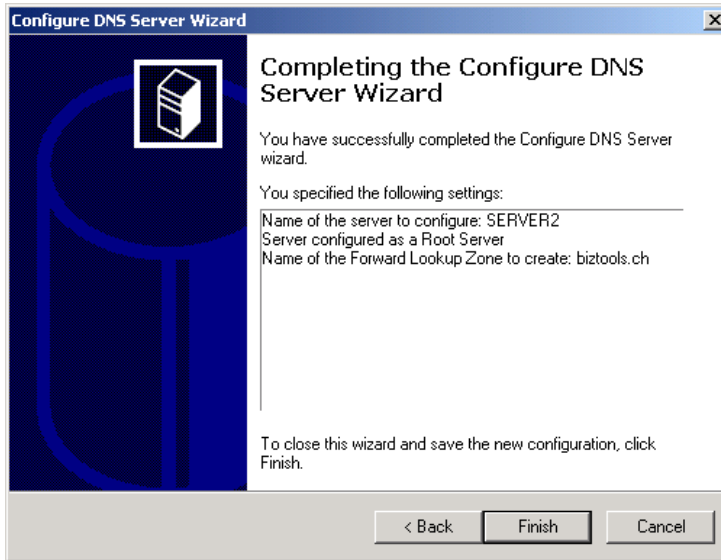 Configure DNS Server Wizard
Completing the Configure DNS
Server Wizard
You have successfully completed the Configure DNS Server
wizard.
You specified the following settings:
Name of the server to configure: SERVER2
Server configured as a Root Server
Name of the Forward Lookup Zone to create: biztools.ch
To close this wizard and save the new configuration, click
Finish.
< Back Finish Cancel